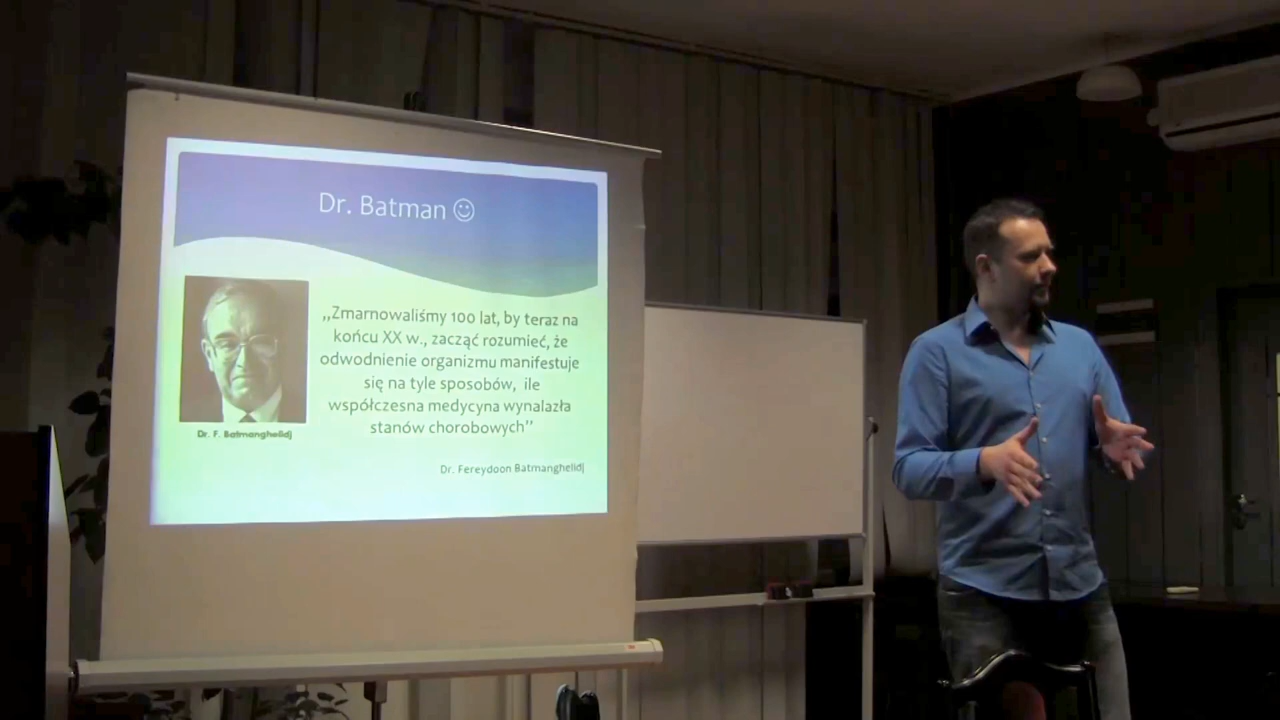 Dr. Batman ☺
,,Zmarnowaliśmy 100 lat, by teraz na
końcu XX w., zacząć rozumieć, że
odwodnienie organizmu manifestuje
się na tyle sposobów, ile
współczesna medycyna wynalazła
stanów chorobowych’’
Dr. F. Batmanghelidj
Dr. Fereydoon Batmanghelidj